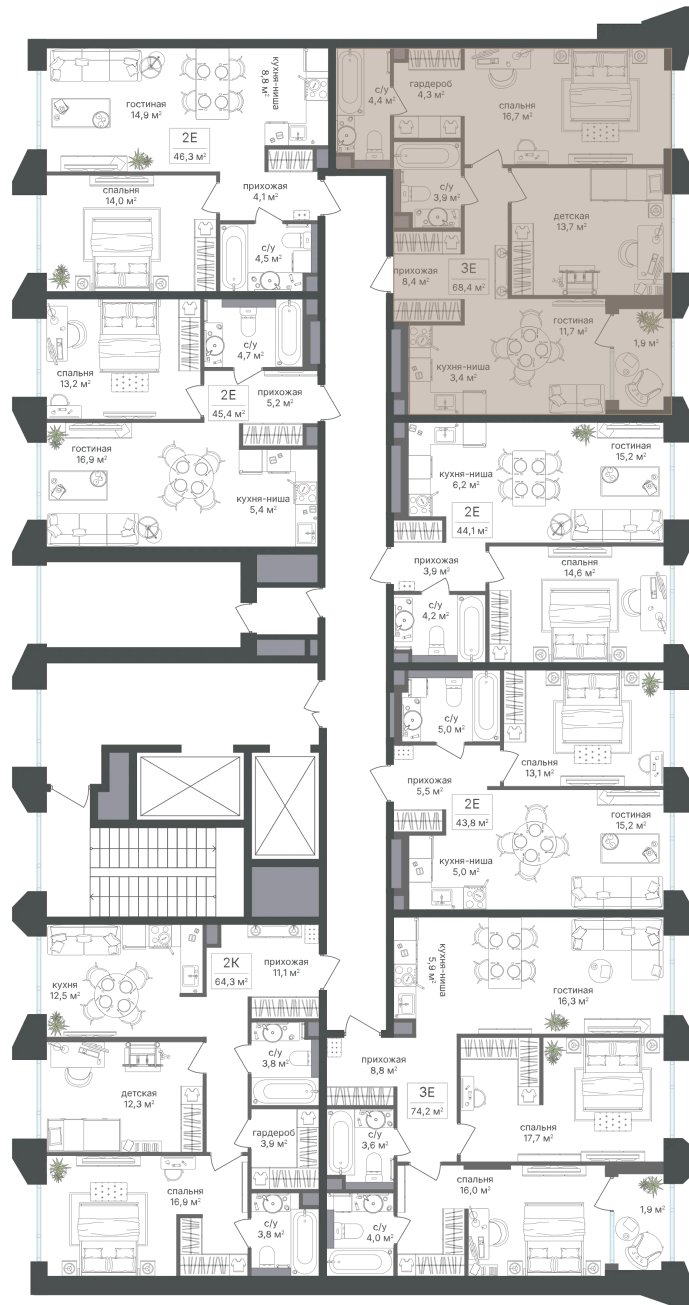 гостиная
14,9 м²
кухня-ниша
8,8 м²
2Е
46,3 м²
спальня
14,0 м²
прихожая
4,1 м²
с/у
4,5 м²
с/у
4,4 м²
гардероб
4,3 м²
спальня
16,7 м²
с/у
3,9 м²
детская
13,7 м²
прихожая
8,4 м²
3Е
68,4 м²
гостиная
11,7 м²
1,9 м²
кухня-ниша
3,4 м²
с/у
4,7 м²
спальня
13,2 м²
2Е
45,4 м²
прихожая
5,2 м²
гостиная
16,9 м²
кухня-ниша
5,4 м²
кухня-ниша
6,2 м²
гостиная
15,2 м²
2Е
44,1 м²
прихожая
3,9 м²
спальня
14,6 м²
с/у
4,2 м²
с/у
5,0 м²
спальня
13,1 м²
прихожая
5,5 м²
2Е
43,8 м²
гостиная
15,2 м²
кухня-ниша
5,0 м²
кухня
12,5 м²
2К
64,3 м²
прихожая
11,1 м²
с/у
3,8 м²
детская
12,3 м²
гардероб
3,9 м²
спальня
16,9 м²
с/у
3,8 м²
кухня-ниша
5,9 м²
гостиная
16,3 м²
прихожая
8,8 м²
3Е
74,2 м²
спальня
17,7 м²
с/у
3,6 м²
спальня
16,0 м²
с/у
4,0 м²
1,9 м²